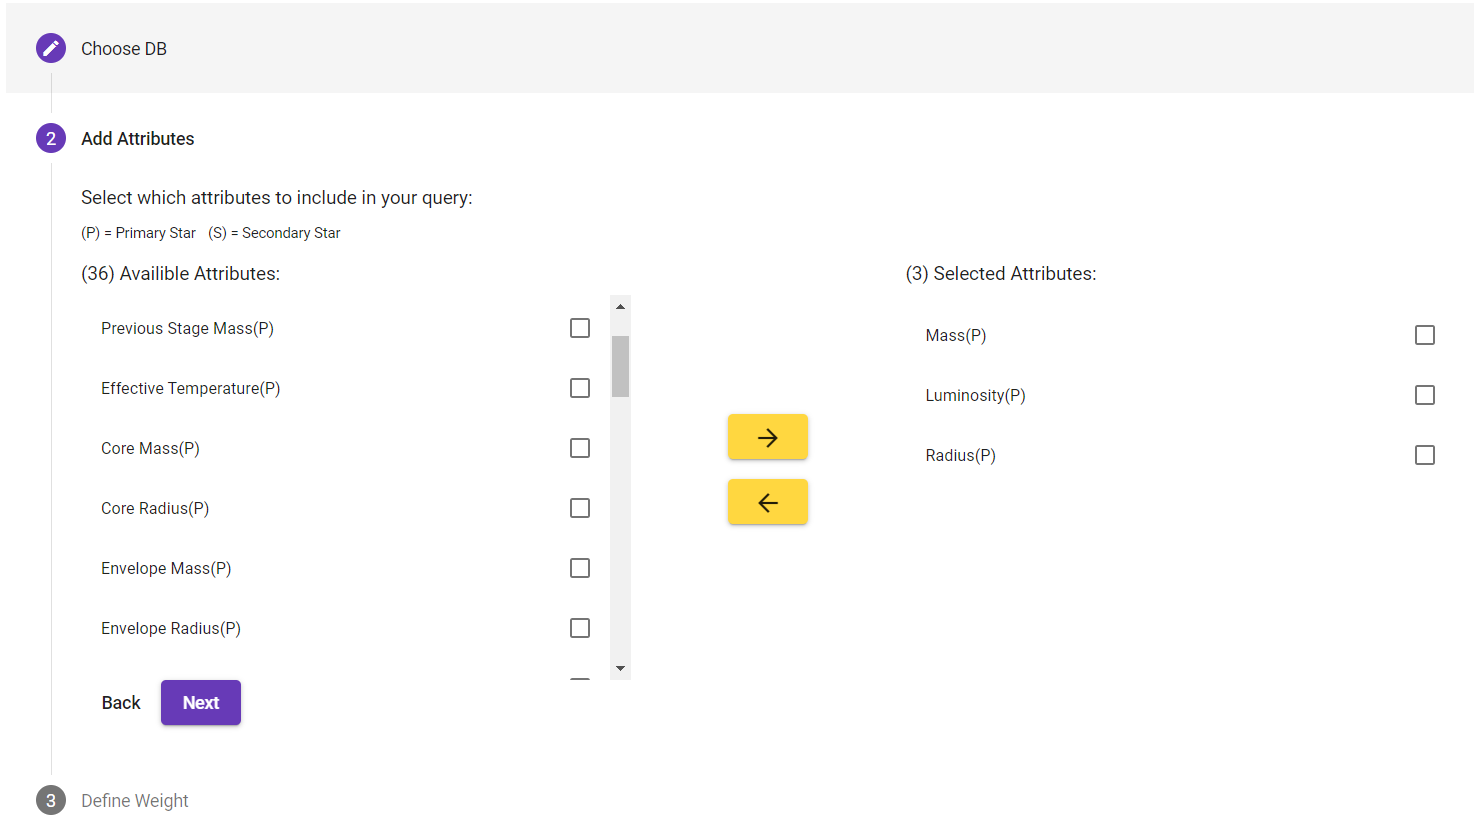 Choose DB
2 Add Attributes
Select which attributes to include in your query:
(P) = Primary Star (S) = Secondary Star
(36) Availible Attributes:
Previous Stage Mass(P)
Effective Temperature(P)
Core Mass(P)
Core Radius(P)
Envelope Mass(P)
Envelope Radius(P)
(3) Selected Attributes:
Mass(P)
Luminosity(P)
Radius(P)
Back Next
3 Define Weight